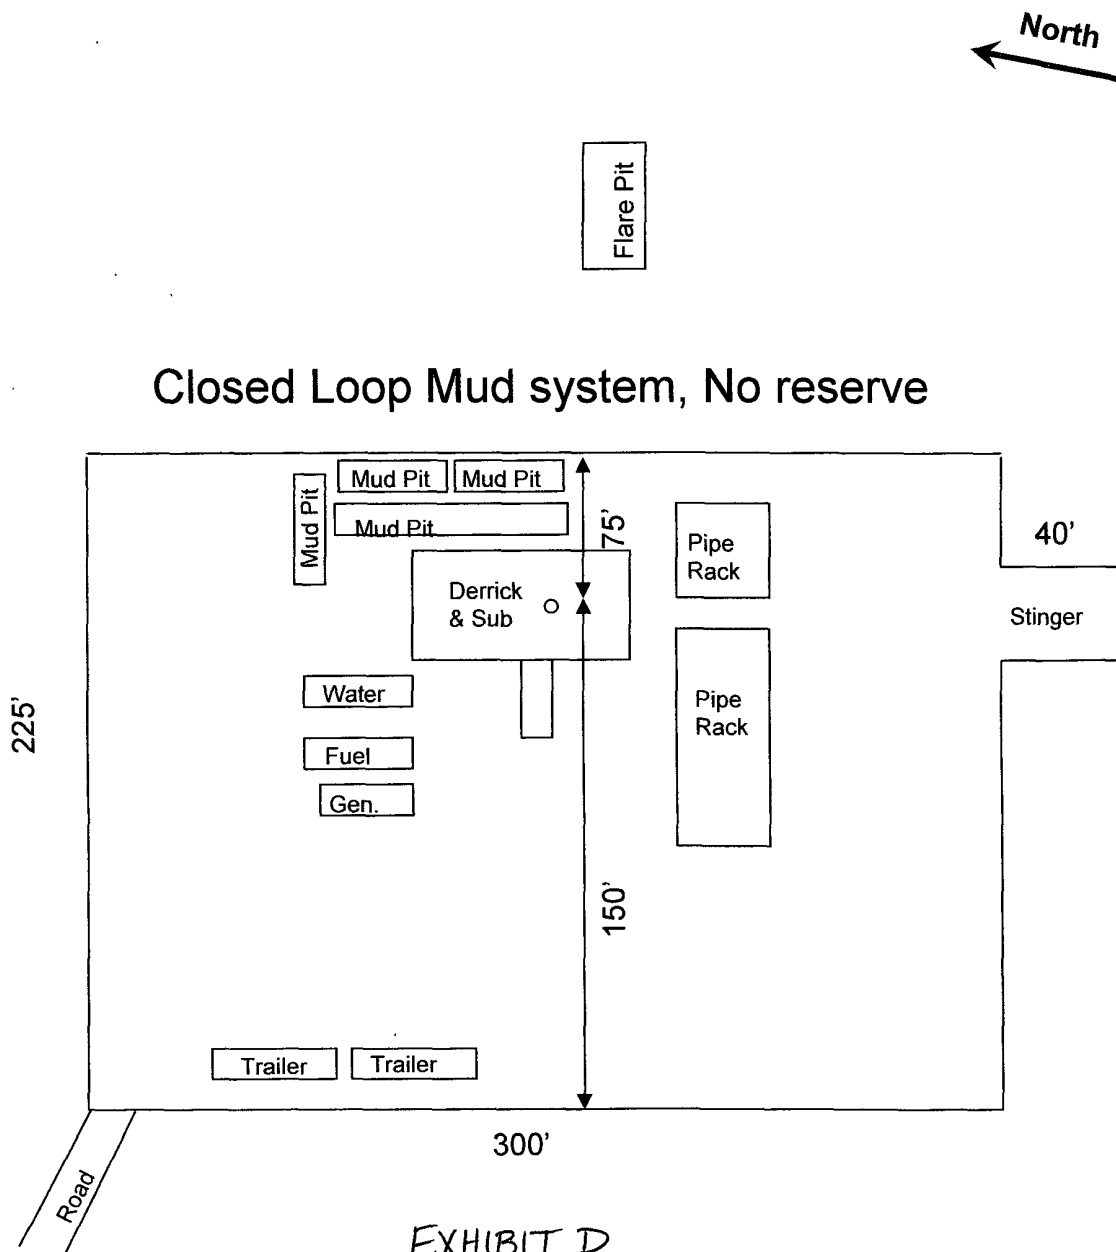 North
Flare Pit
Closed Loop Mud system, No reserve
Mud Pit
Mud Pit
Mud Pit
Mud Pit
75'
Pipe
Rack
40'
Derrick
& Sub
Stinger
Water
225'
Pipe
Rack
Fuel
Gen.
150'
Trailer
Trailer
300'
Road
EXHIBIT D